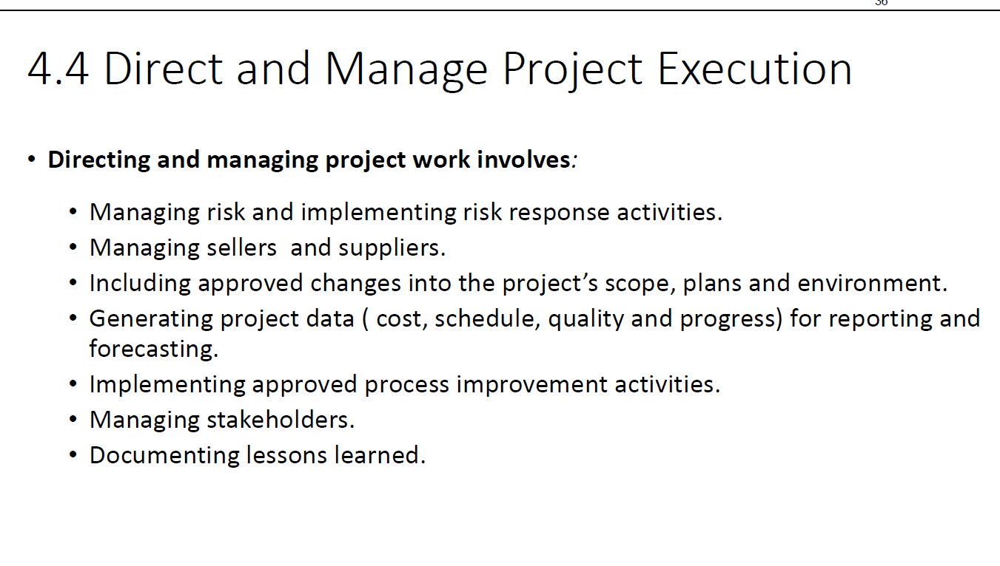 36
4.4 Direct and Manage Project Execution
• Directing and managing project work involves:
• Managing risk and implementing risk response activities.
• Managing sellers  and suppliers.
• Including approved changes into the project’s scope, plans and environment.
• Generating project data ( cost, schedule, quality and progress) for reporting and
forecasting.
• Implementing approved process improvement activities.
• Managing stakeholders.
• Documenting lessons learned.